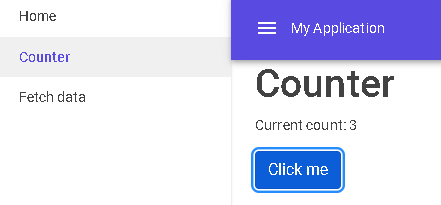 Home
Counter
Fetch data
My Application
Counter
Current count: 3
Click me